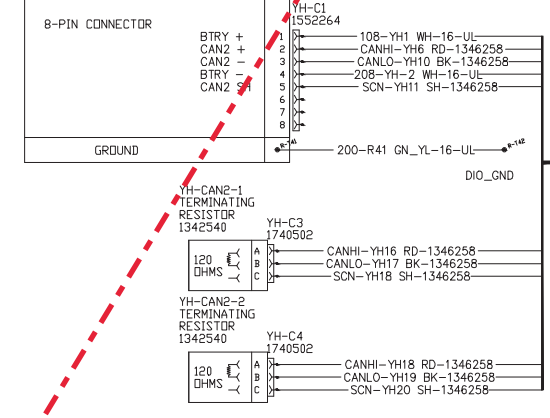 YH-C1
1552264
8-PIN CONNECTOR
BTRY + 1 108-YH1 WH-16-UL
CAN2 + 2 CANHI-YH6 RD-1346258
CAN2 - 3 CANLO-YH10 BK-1346258
BTRY - 4 208-YH-2 WH-16-UL
CAN2 SH 5 SCN-YH11 SH-1346258
6
7
8
GROUND R-T41 200-R41 GN_YL-16-UL R-T42
DIO_GND
YH-CAN2-1
TERMINATING
RESISTOR
1342540
YH-C3
1740502
120
OHMS
A CANHI-YH16 RD-1346258
B CANLO-YH17 BK-1346258
C SCN-YH18 SH-1346258
YH-CAN2-2
TERMINATING
RESISTOR
1342540
YH-C4
1740502
120
OHMS
A CANHI-YH18 RD-1346258
B CANLO-YH19 BK-1346258
C SCN-YH20 SH-1346258